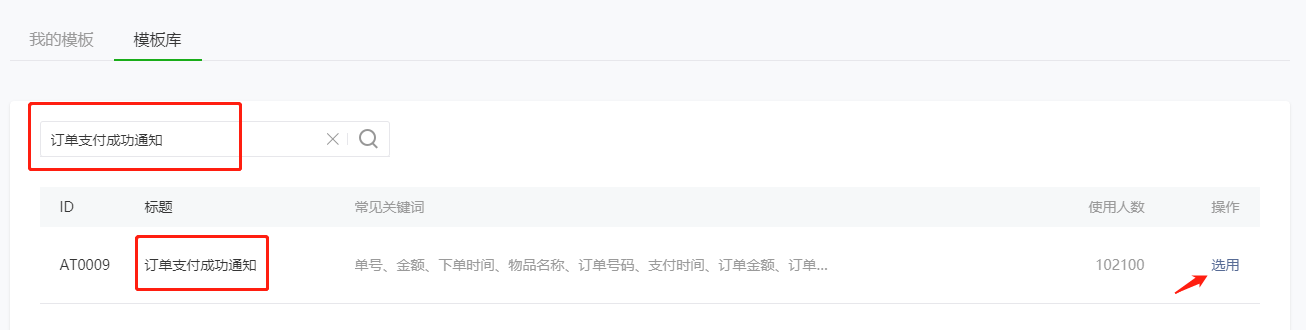 我的模板 模板库
订单支付成功通知
ID 标题 常见关键词 使用人数 操作
AT0009 订单支付成功通知 单号、金额、下单时间、物品名称、订单号码、支付时间、订单金额、订单... 102100 选用